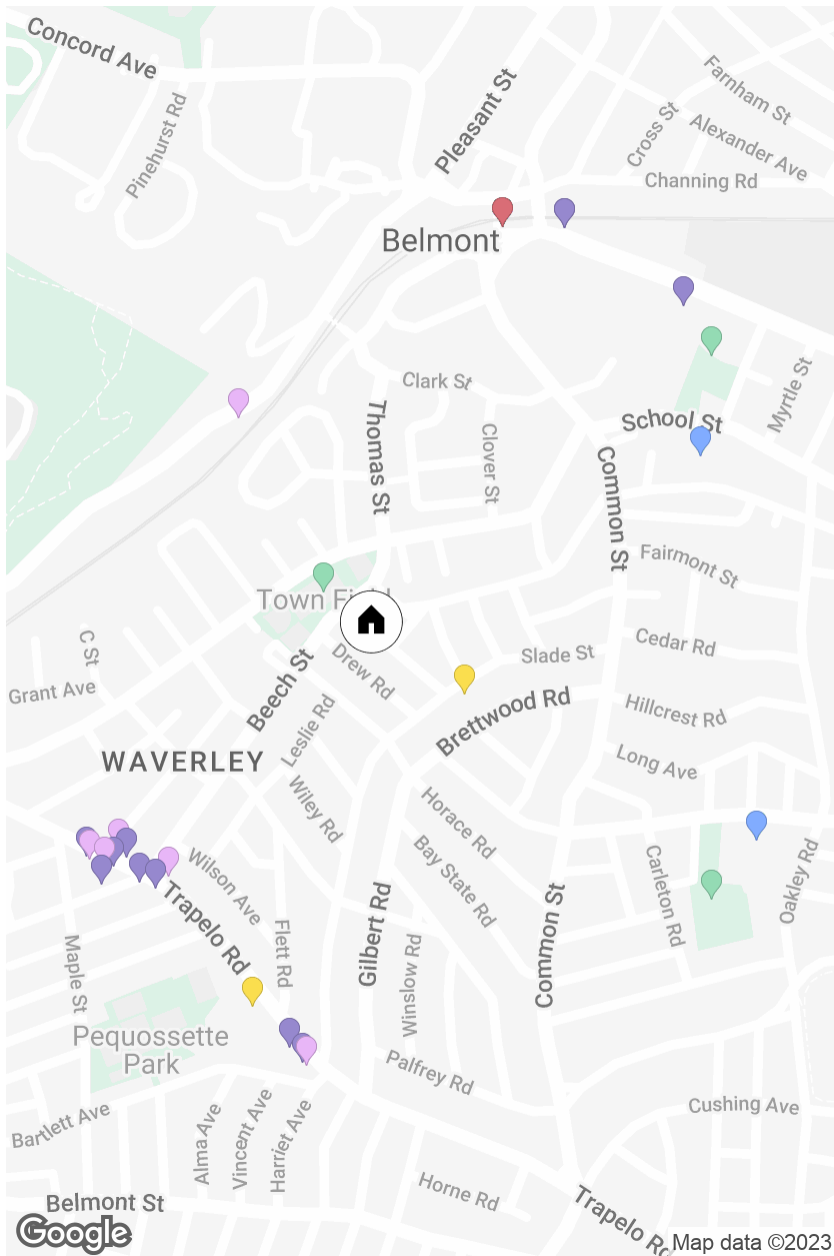 Concord Ave
Pinehurst Rd
Pleasant St
Farnham St
Cross St
Alexander Ave
Channing Rd
Belmont
Clark St
Thomas St
Clover St
School St
Myrtle St
Common St
Fairmont St
Town Field
C St
Grant Ave
Beech St
Drew Rd
Slade St
Cedar Rd
Leslie Rd
Brettwood Rd
Hillcrest Rd
WAVERLEY
Long Ave
Wiley Rd
Horace Rd
Bay State Rd
Wilson Ave
Carleton Rd
Oakley Rd
Trapelo Rd
Gilbert Rd
Common St
Maple St
Flett Rd
Winslow Rd
Pequossette
Park
Palfrey Rd
Bartlett Ave
Alma Ave
Vincent Ave
Harriet Ave
Cushing Ave
Belmont St
Horne Rd
Trapelo Rd
Google
Map data ©2023